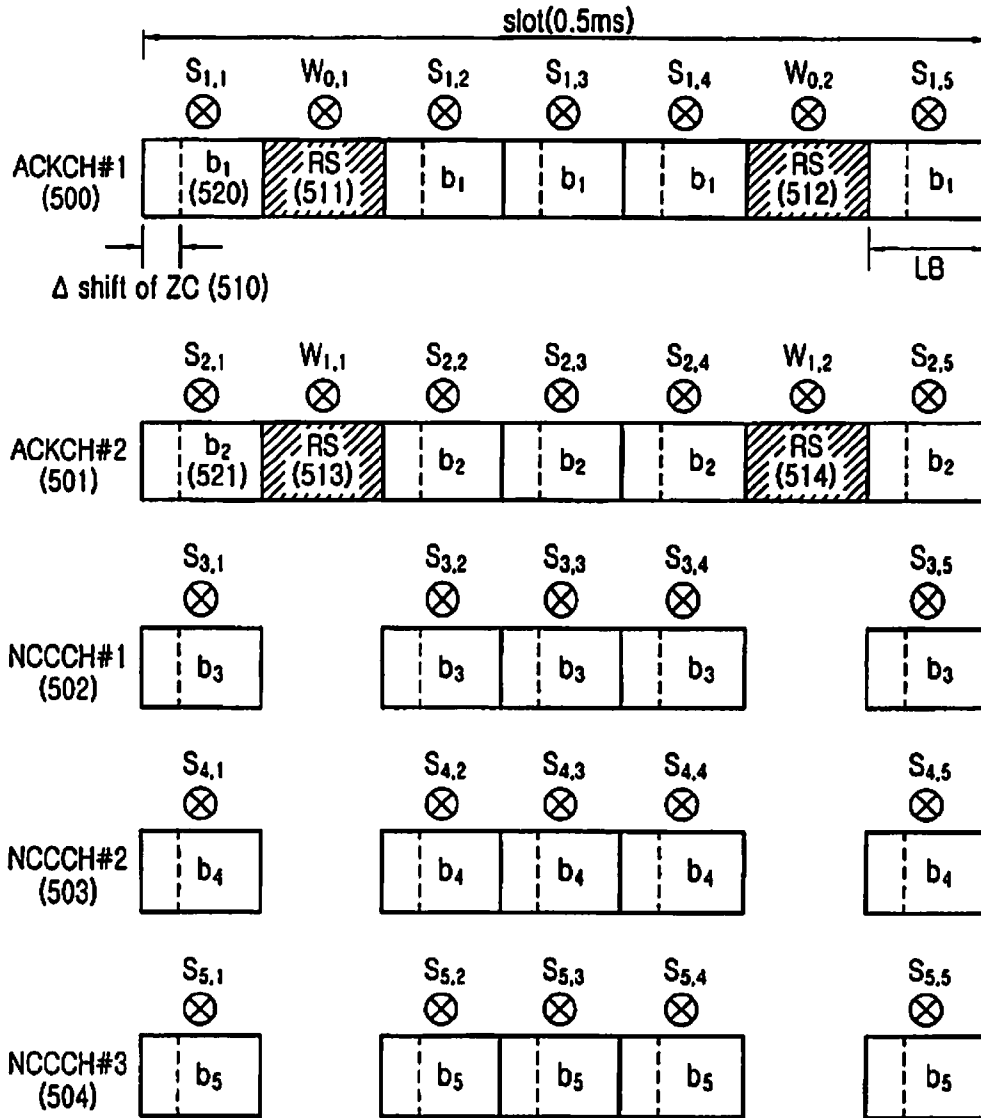 slot(0.5ms)
S1,1 W0,1 S1,2 S1,3 S1,4 W0,2 S1,5
⊗ ⊗ ⊗ ⊗ ⊗ ⊗ ⊗
ACKCH#1
(500)
b1
(520)
RS
(511)
b1 b1 b1
RS
(512)
b1
Δ shift of ZC (510)
LB
S2,1 W1,1 S2,2 S2,3 S2,4 W1,2 S2,5
⊗ ⊗ ⊗ ⊗ ⊗ ⊗ ⊗
ACKCH#2
(501)
b2
(521)
RS
(513)
b2 b2 b2
RS
(514)
b2
S3,1 S3,2 S3,3 S3,4 S3,5
⊗ ⊗ ⊗ ⊗ ⊗
NCCCH#1
(502)
b3 b3 b3 b3 b3
S4,1 S4,2 S4,3 S4,4 S4,5
⊗ ⊗ ⊗ ⊗ ⊗
NCCCH#2
(503)
b4 b4 b4 b4 b4
S5,1 S5,2 S5,3 S5,4 S5,5
⊗ ⊗ ⊗ ⊗ ⊗
NCCCH#3
(504)
b5 b5 b5 b5 b5